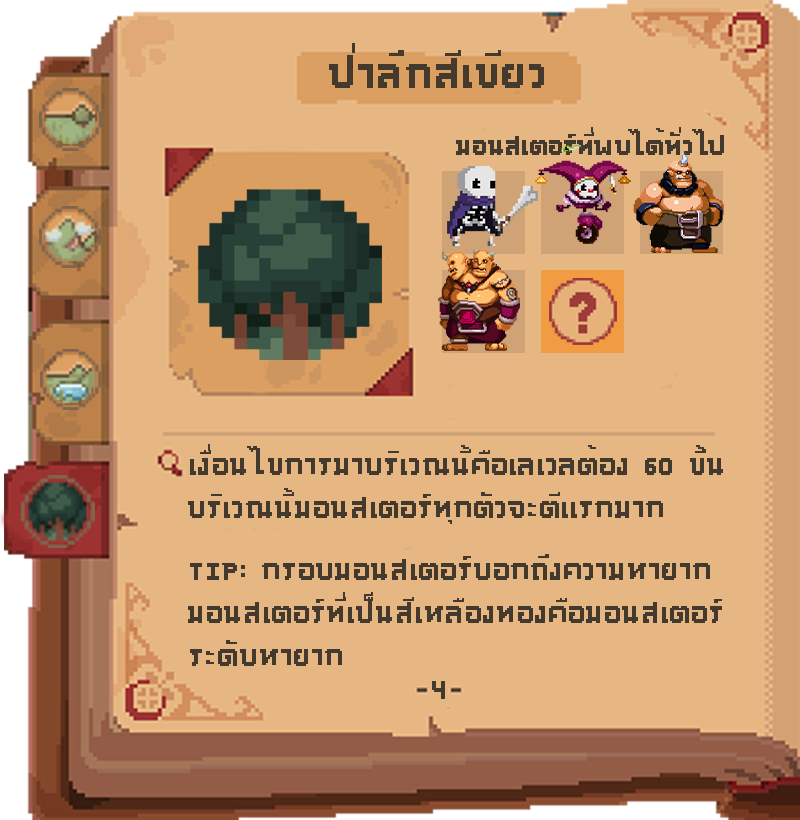 ป่าลึกสีเขียว
มอนสเตอร์ที่พบได้ทั่วไป
?
เงื่อนไขการมาบริเวณนี้คือเลเวลต้อง 60 ขึ้น
บริเวณนี้มอนสเตอร์ทุกตัวจะตีแรกมาก
TIP: กรอบมอนสเตอร์บอกถึงความหายาก
มอนสเตอร์ที่เป็นสีเหลืองทองคือมอนสเตอร์
ระดับหายาก
-4-